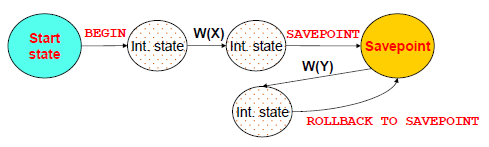 Start
state
BEGIN
Int. state
W(X)
Int. state
SAVEPOINT
Savepoint
W(Y)
Int. state
ROLLBACK TO SAVEPOINT